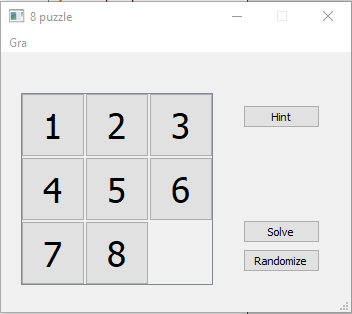 8 puzzle
Gra
1 2 3
Hint
4 5 6
7 8
Solve
Randomize